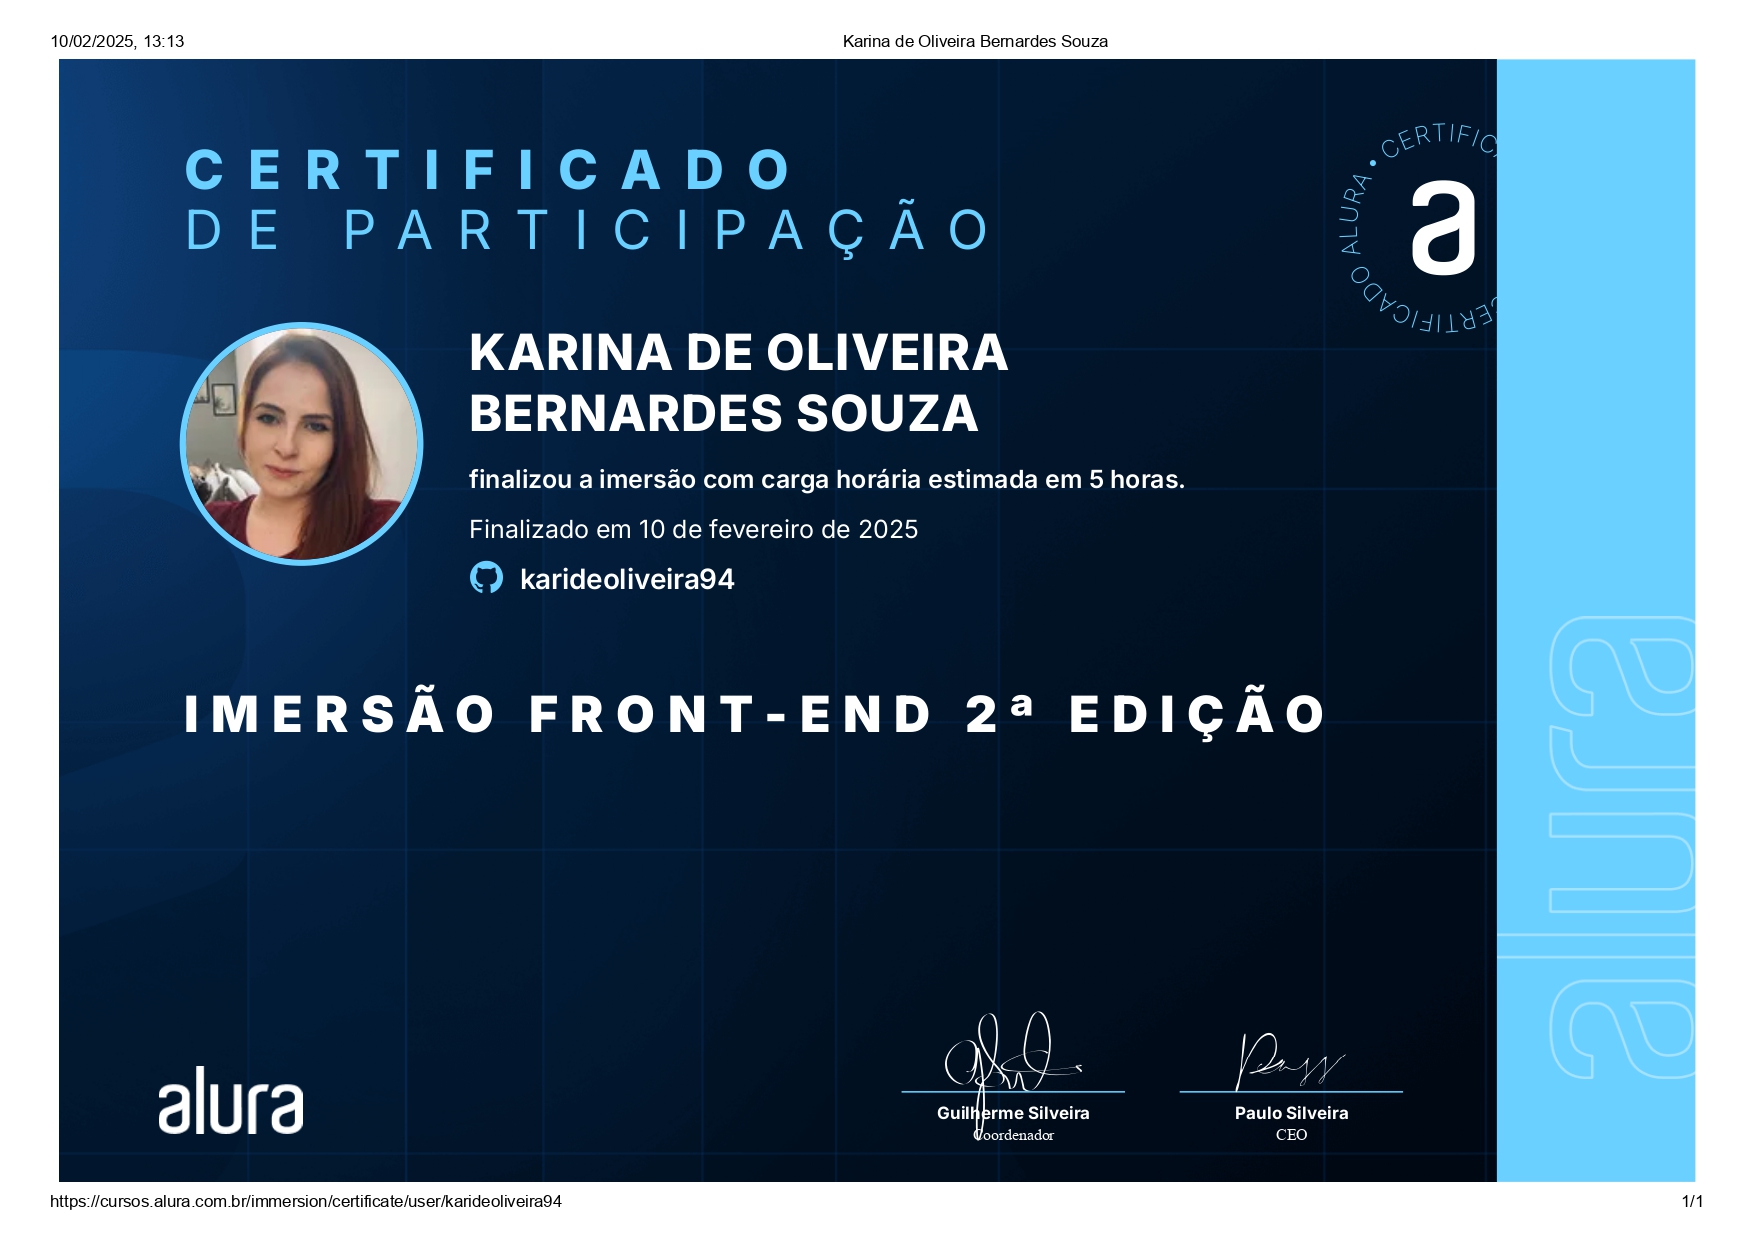 10/02/2025, 13:13
Karina de Oliveira Bernardes Souza
CERTIFICADO
DE PARTICIPAÇÃO
CERTIFIC
CERTIFICADO ALURA •
a
KARINA DE OLIVEIRA
BERNARDES SOUZA
finalizou a imersão com carga horária estimada em 5 horas.
Finalizado em 10 de fevereiro de 2025
karideoliveira94
IMERSÃO FRONT-END 2ª EDIÇÃO
alura
alura
Guilherme Silveira
Coordenador
Paulo Silveira
CEO
https://cursos.alura.com.br/immersion/certificate/user/karideoliveira94
1/1